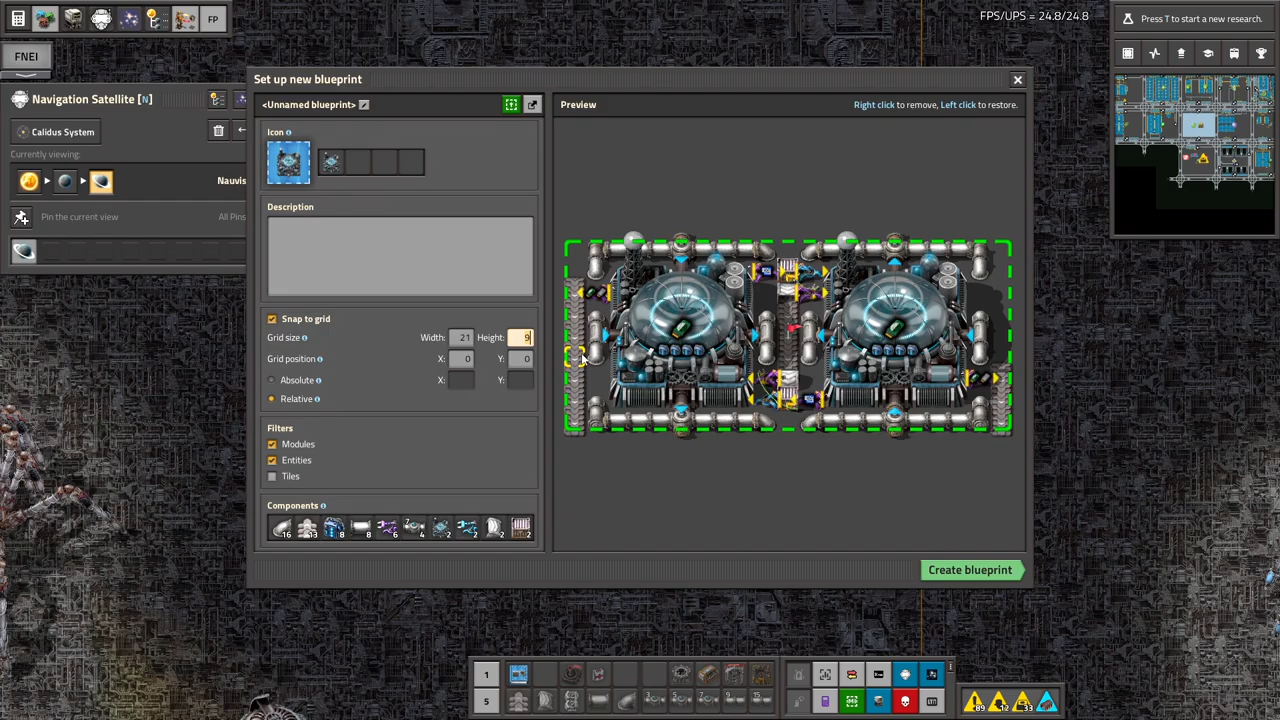 FP
FPS/UPS = 24.8/24.8
Press T to start a new research.
FNEI
Set up new blueprint
Navigation Satellite [N]
<Unnamed blueprint>
Preview
Right click to remove, Left click to restore.
Calidus System
Icon
Currently viewing:
Nauvis
Pin the current view
All Pins
Description
Snap to grid
Grid size
Width: 21
Height: 9
Grid position
X: 0
Y: 0
Absolute
X:
Y:
Relative
Filters
Modules
Entities
Tiles
Components
16 13 8 8 6 4 2 2 2 2
Create blueprint
1
5